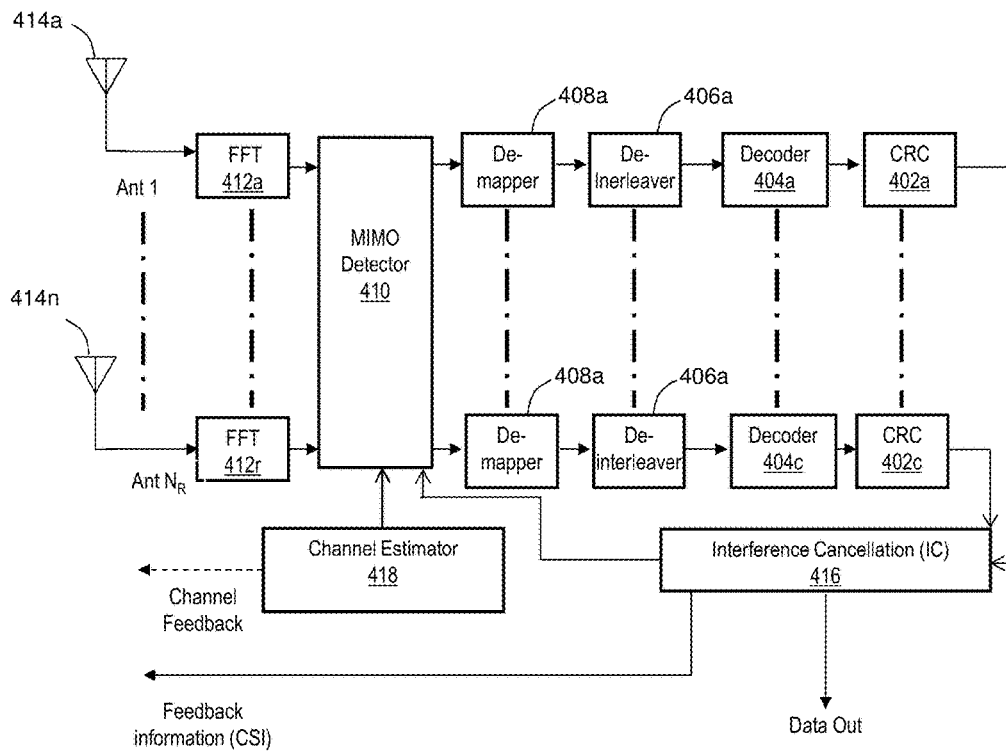 414a
Ant 1
FFT
412a
MIMO
Detector
410
408a
De-
mapper
406a
De-
Inerleaver
Decoder
404a
CRC
402a
414n
Ant NR
FFT
412r
408a
De-
mapper
406a
De-
interleaver
Decoder
404c
CRC
402c
Channel Estimator
418
Interference Cancellation (IC)
416
Channel
Feedback
Feedback
information (CSI)
Data Out